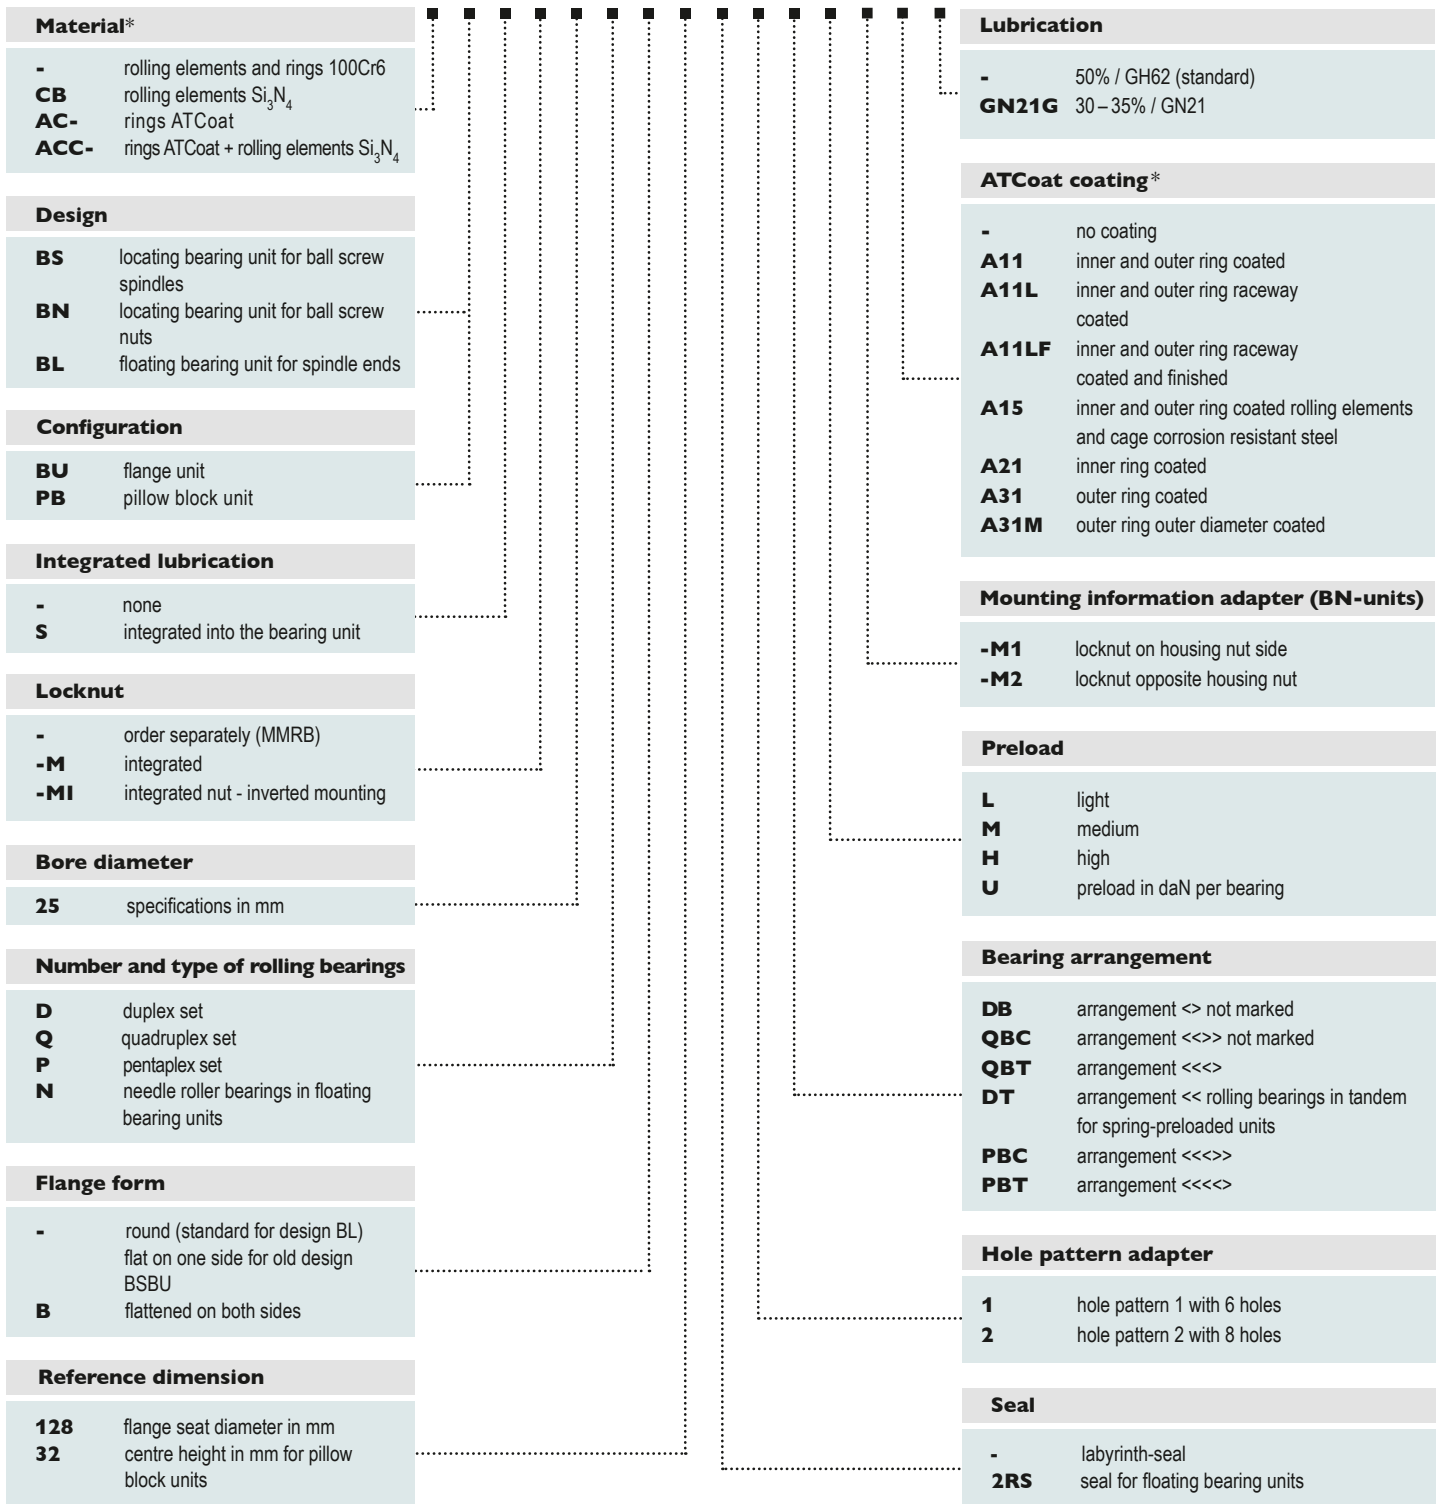 Material*
- rolling elements and rings 100Cr6
CB rolling elements Si3N4
AC- rings ATCoat
ACC- rings ATCoat + rolling elements Si3N4
Design
BS locating bearing unit for ball screw
spindles
BN locating bearing unit for ball screw
nuts
BL floating bearing unit for spindle ends
Configuration
BU flange unit
PB pillow block unit
Integrated lubrication
- none
S integrated into the bearing unit
Locknut
- order separately (MMRB)
-M integrated
-MI integrated nut - inverted mounting
Bore diameter
25 specifications in mm
Number and type of rolling bearings
D duplex set
Q quadruplex set
P pentaplex set
N needle roller bearings in floating
bearing units
Flange form
- round (standard for design BL)
flat on one side for old design
BSBU
B flattened on both sides
Reference dimension
128 flange seat diameter in mm
32 centre height in mm for pillow
block units
Lubrication
- 50% / GH62 (standard)
GN21G 30 – 35% / GN21
ATCoat coating*
- no coating
A11 inner and outer ring coated
A11L inner and outer ring raceway
coated
A11LF inner and outer ring raceway
coated and finished
A15 inner and outer ring coated rolling elements
and cage corrosion resistant steel
A21 inner ring coated
A31 outer ring coated
A31M outer ring outer diameter coated
Mounting information adapter (BN-units)
-M1 locknut on housing nut side
-M2 locknut opposite housing nut
Preload
L light
M medium
H high
U preload in daN per bearing
Bearing arrangement
DB arrangement <> not marked
QBC arrangement <<>> not marked
QBT arrangement <<<>
DT arrangement << rolling bearings in tandem
for spring-preloaded units
PBC arrangement <<<>>
PBT arrangement <<<<>
Hole pattern adapter
1 hole pattern 1 with 6 holes
2 hole pattern 2 with 8 holes
Seal
- labyrinth-seal
2RS seal for floating bearing units